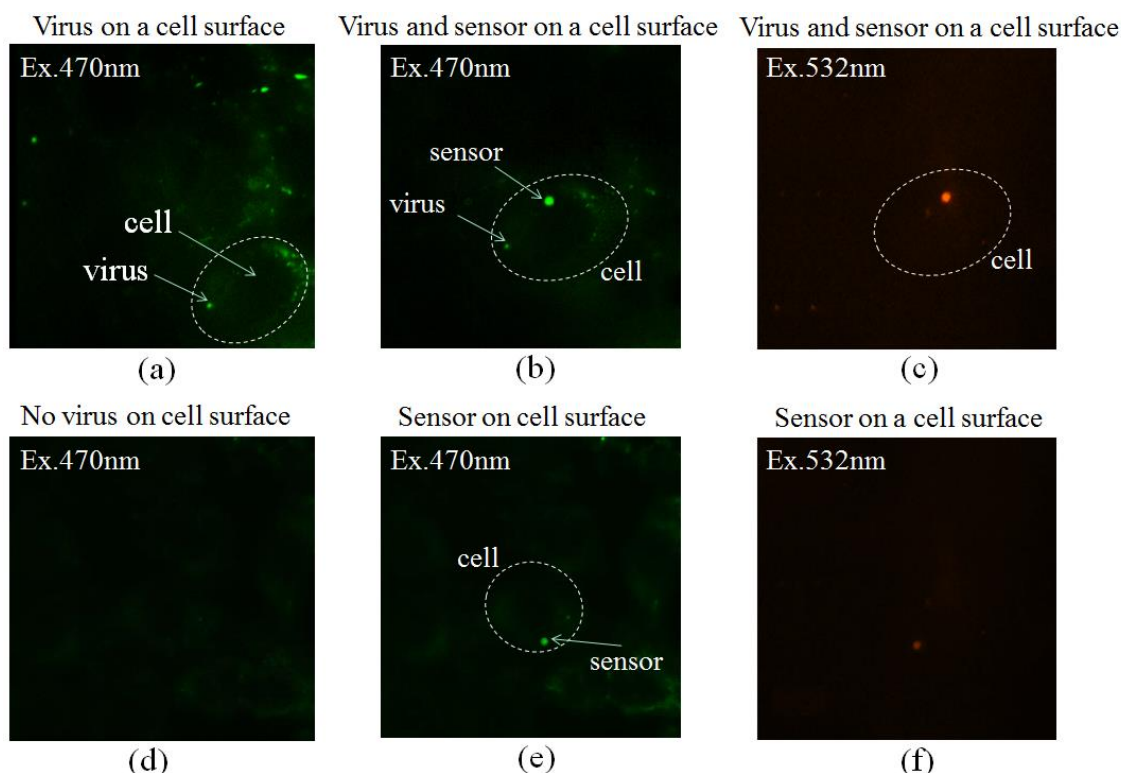 Virus on a cell surface
Virus and sensor on a cell surface
Virus and sensor on a cell surface
Ex.470nm
Ex.470nm
Ex.532nm
sensor
virus
cell
cell
virus
cell
(a)
(b)
(c)
No virus on cell surface
Sensor on cell surface
Sensor on a cell surface
Ex.470nm
Ex.470nm
Ex.532nm
cell
sensor
(d)
(e)
(f)